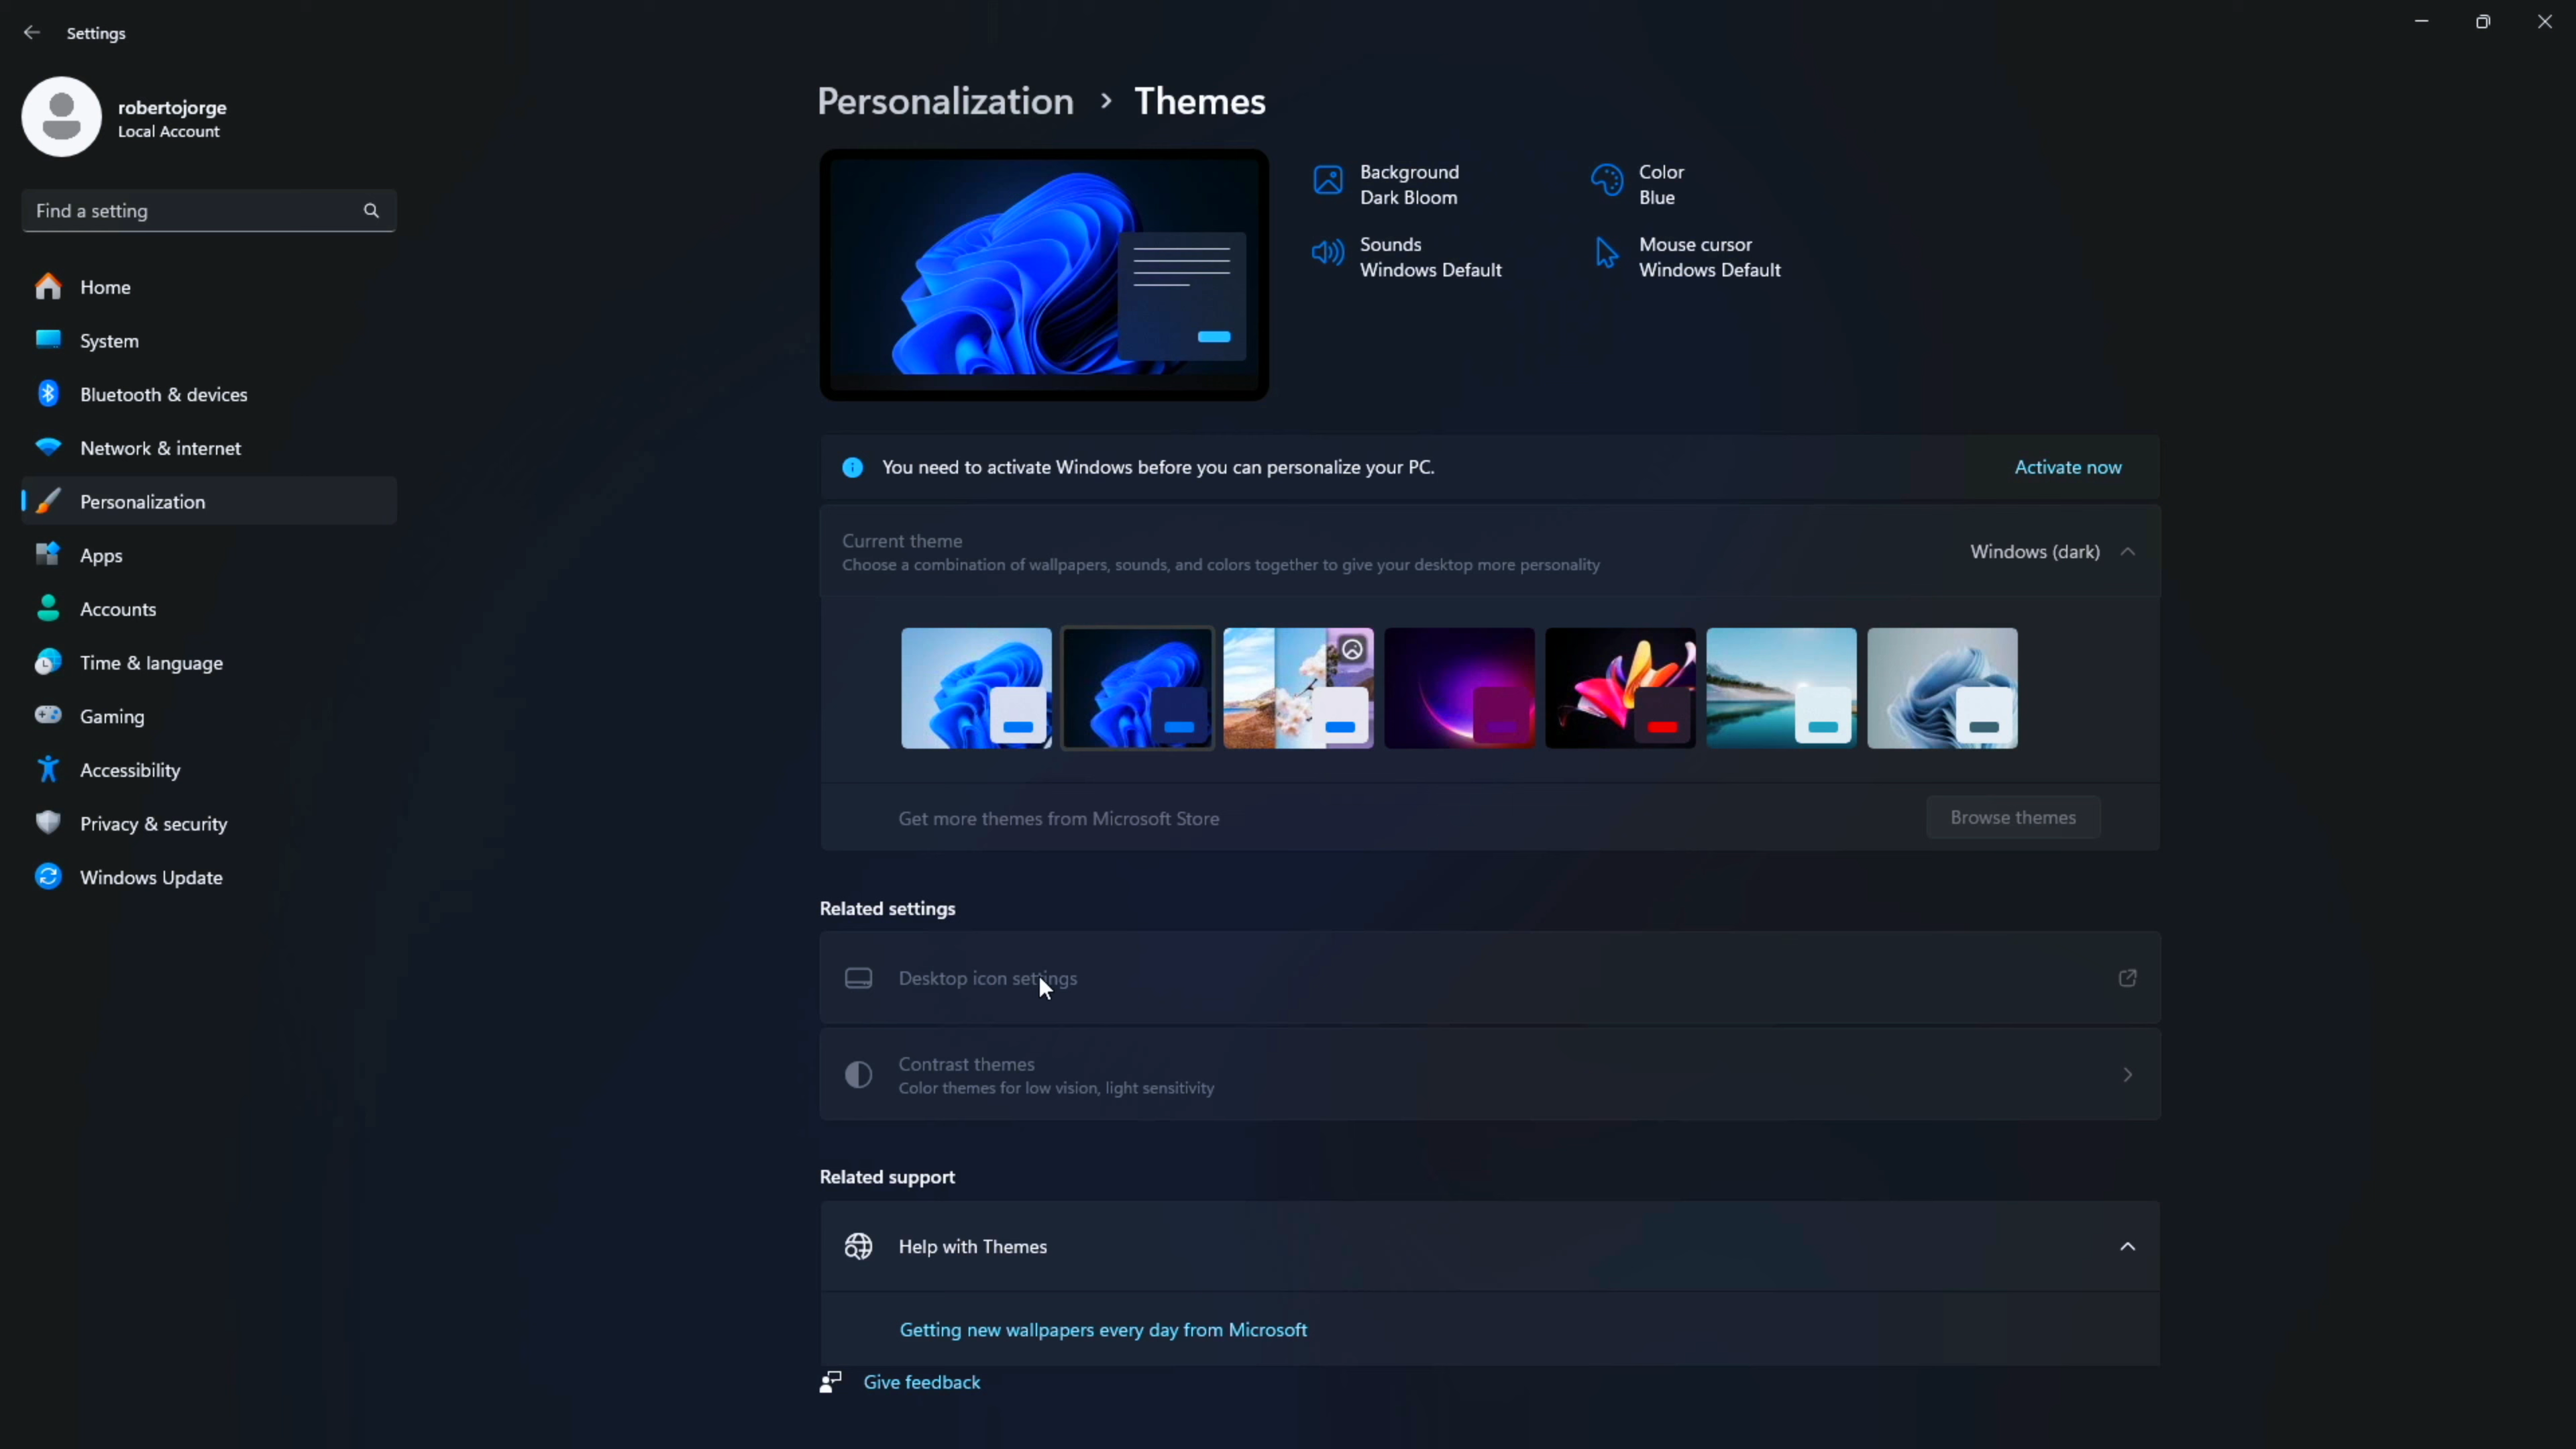 Settings
robertojorge
Local Account
Find a setting
Home
System
Bluetooth & devices
Network & internet
Personalization
Apps
Accounts
Time & language
Gaming
Accessibility
Privacy & security
Windows Update
Personalization > Themes
Background
Dark Bloom
Color
Blue
Sounds
Windows Default
Mouse cursor
Windows Default
You need to activate Windows before you can personalize your PC.
Activate now
Current theme
Choose a combination of wallpapers, sounds, and colors together to give your desktop more personality
Windows (dark)
Get more themes from Microsoft Store
Browse themes
Related settings
Desktop icon settings
Contrast themes
Color themes for low vision, light sensitivity
Related support
Help with Themes
Getting new wallpapers every day from Microsoft
Give feedback